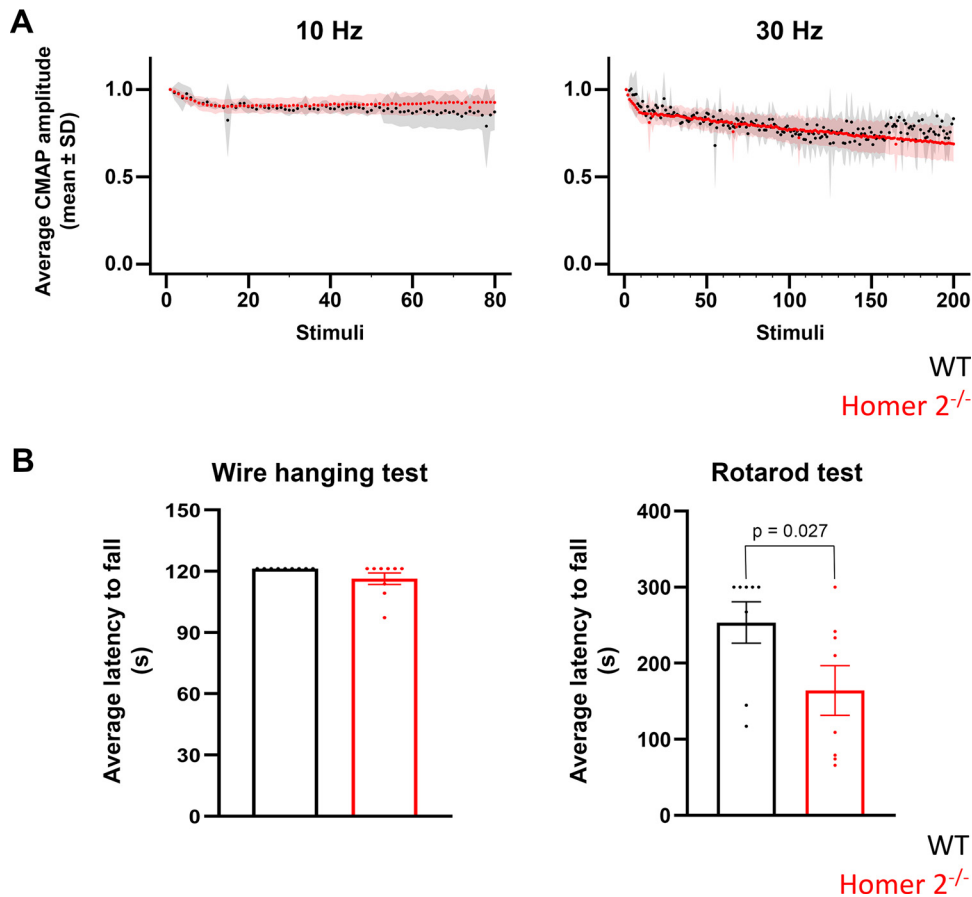 A
10 Hz
30 Hz
Average CMAP amplitude
(mean ± SD)
1.0
0.5
0.0
0
20
40
60
80
Stimuli
1.0
0.5
0.0
0
50
100
150
200
Stimuli
WT
Homer 2-/-
B
Wire hanging test
Rotarod test
Average latency to fall
(s)
150
120
90
60
30
0
Average latency to fall
(s)
400
300
200
100
0
p = 0.027
WT
Homer 2-/-